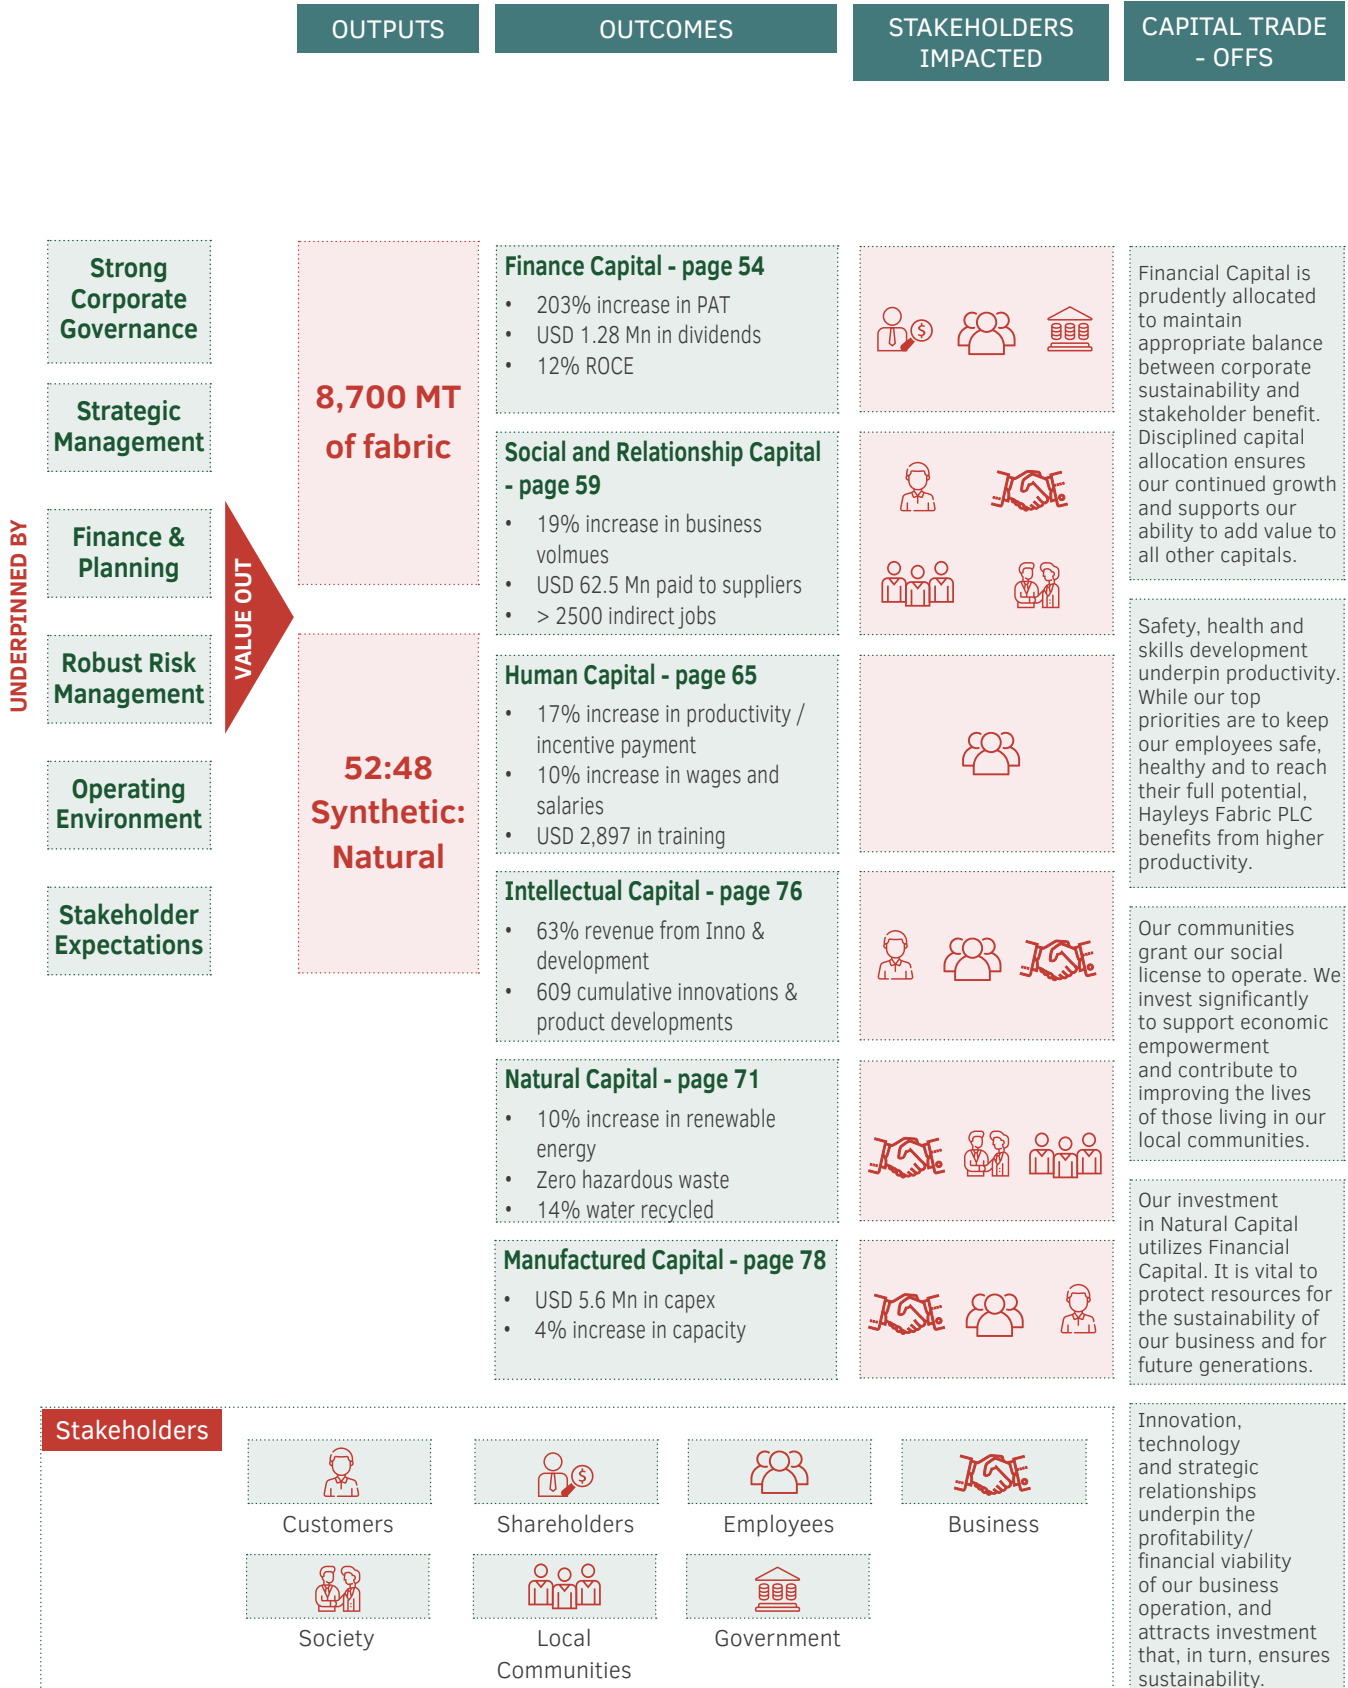 OUTPUTS
OUTCOMES
STAKEHOLDERS
IMPACTED
CAPITAL TRADE
- OFFS
UNDERPINNED BY
Strong
Corporate
Governance
Strategic
Management
Finance &
Planning
Robust Risk
Management
Operating
Environment
Stakeholder
Expectations
VALUE OUT
8,700 MT
of fabric
52:48
Synthetic:
Natural
Finance Capital - page 54
• 203% increase in PAT
• USD 1.28 Mn in dividends
• 12% ROCE
Social and Relationship Capital
- page 59
• 19% increase in business
volmues
• USD 62.5 Mn paid to suppliers
• > 2500 indirect jobs
Human Capital - page 65
• 17% increase in productivity /
incentive payment
• 10% increase in wages and
salaries
• USD 2,897 in training
Intellectual Capital - page 76
• 63% revenue from Inno &
development
• 609 cumulative innovations &
product developments
Natural Capital - page 71
• 10% increase in renewable
energy
• Zero hazardous waste
• 14% water recycled
Manufactured Capital - page 78
• USD 5.6 Mn in capex
• 4% increase in capacity
Financial Capital is
prudently allocated
to maintain
appropriate balance
between corporate
sustainability and
stakeholder benefit.
Disciplined capital
allocation ensures
our continued growth
and supports our
ability to add value to
all other capitals.
Safety, health and
skills development
underpin productivity.
While our top
priorities are to keep
our employees safe,
healthy and to reach
their full potential,
Hayleys Fabric PLC
benefits from higher
productivity.
Our communities
grant our social
license to operate. We
invest significantly
to support economic
empowerment
and contribute to
improving the lives
of those living in our
local communities.
Our investment
in Natural Capital
utilizes Financial
Capital. It is vital to
protect resources for
the sustainability of
our business and for
future generations.
Innovation,
technology
and strategic
relationships
underpin the
profitability/
financial viability
of our business
operation, and
attracts investment
that, in turn, ensures
sustainability.
Stakeholders
Customers
Shareholders
Employees
Business
Society
Local
Communities
Government